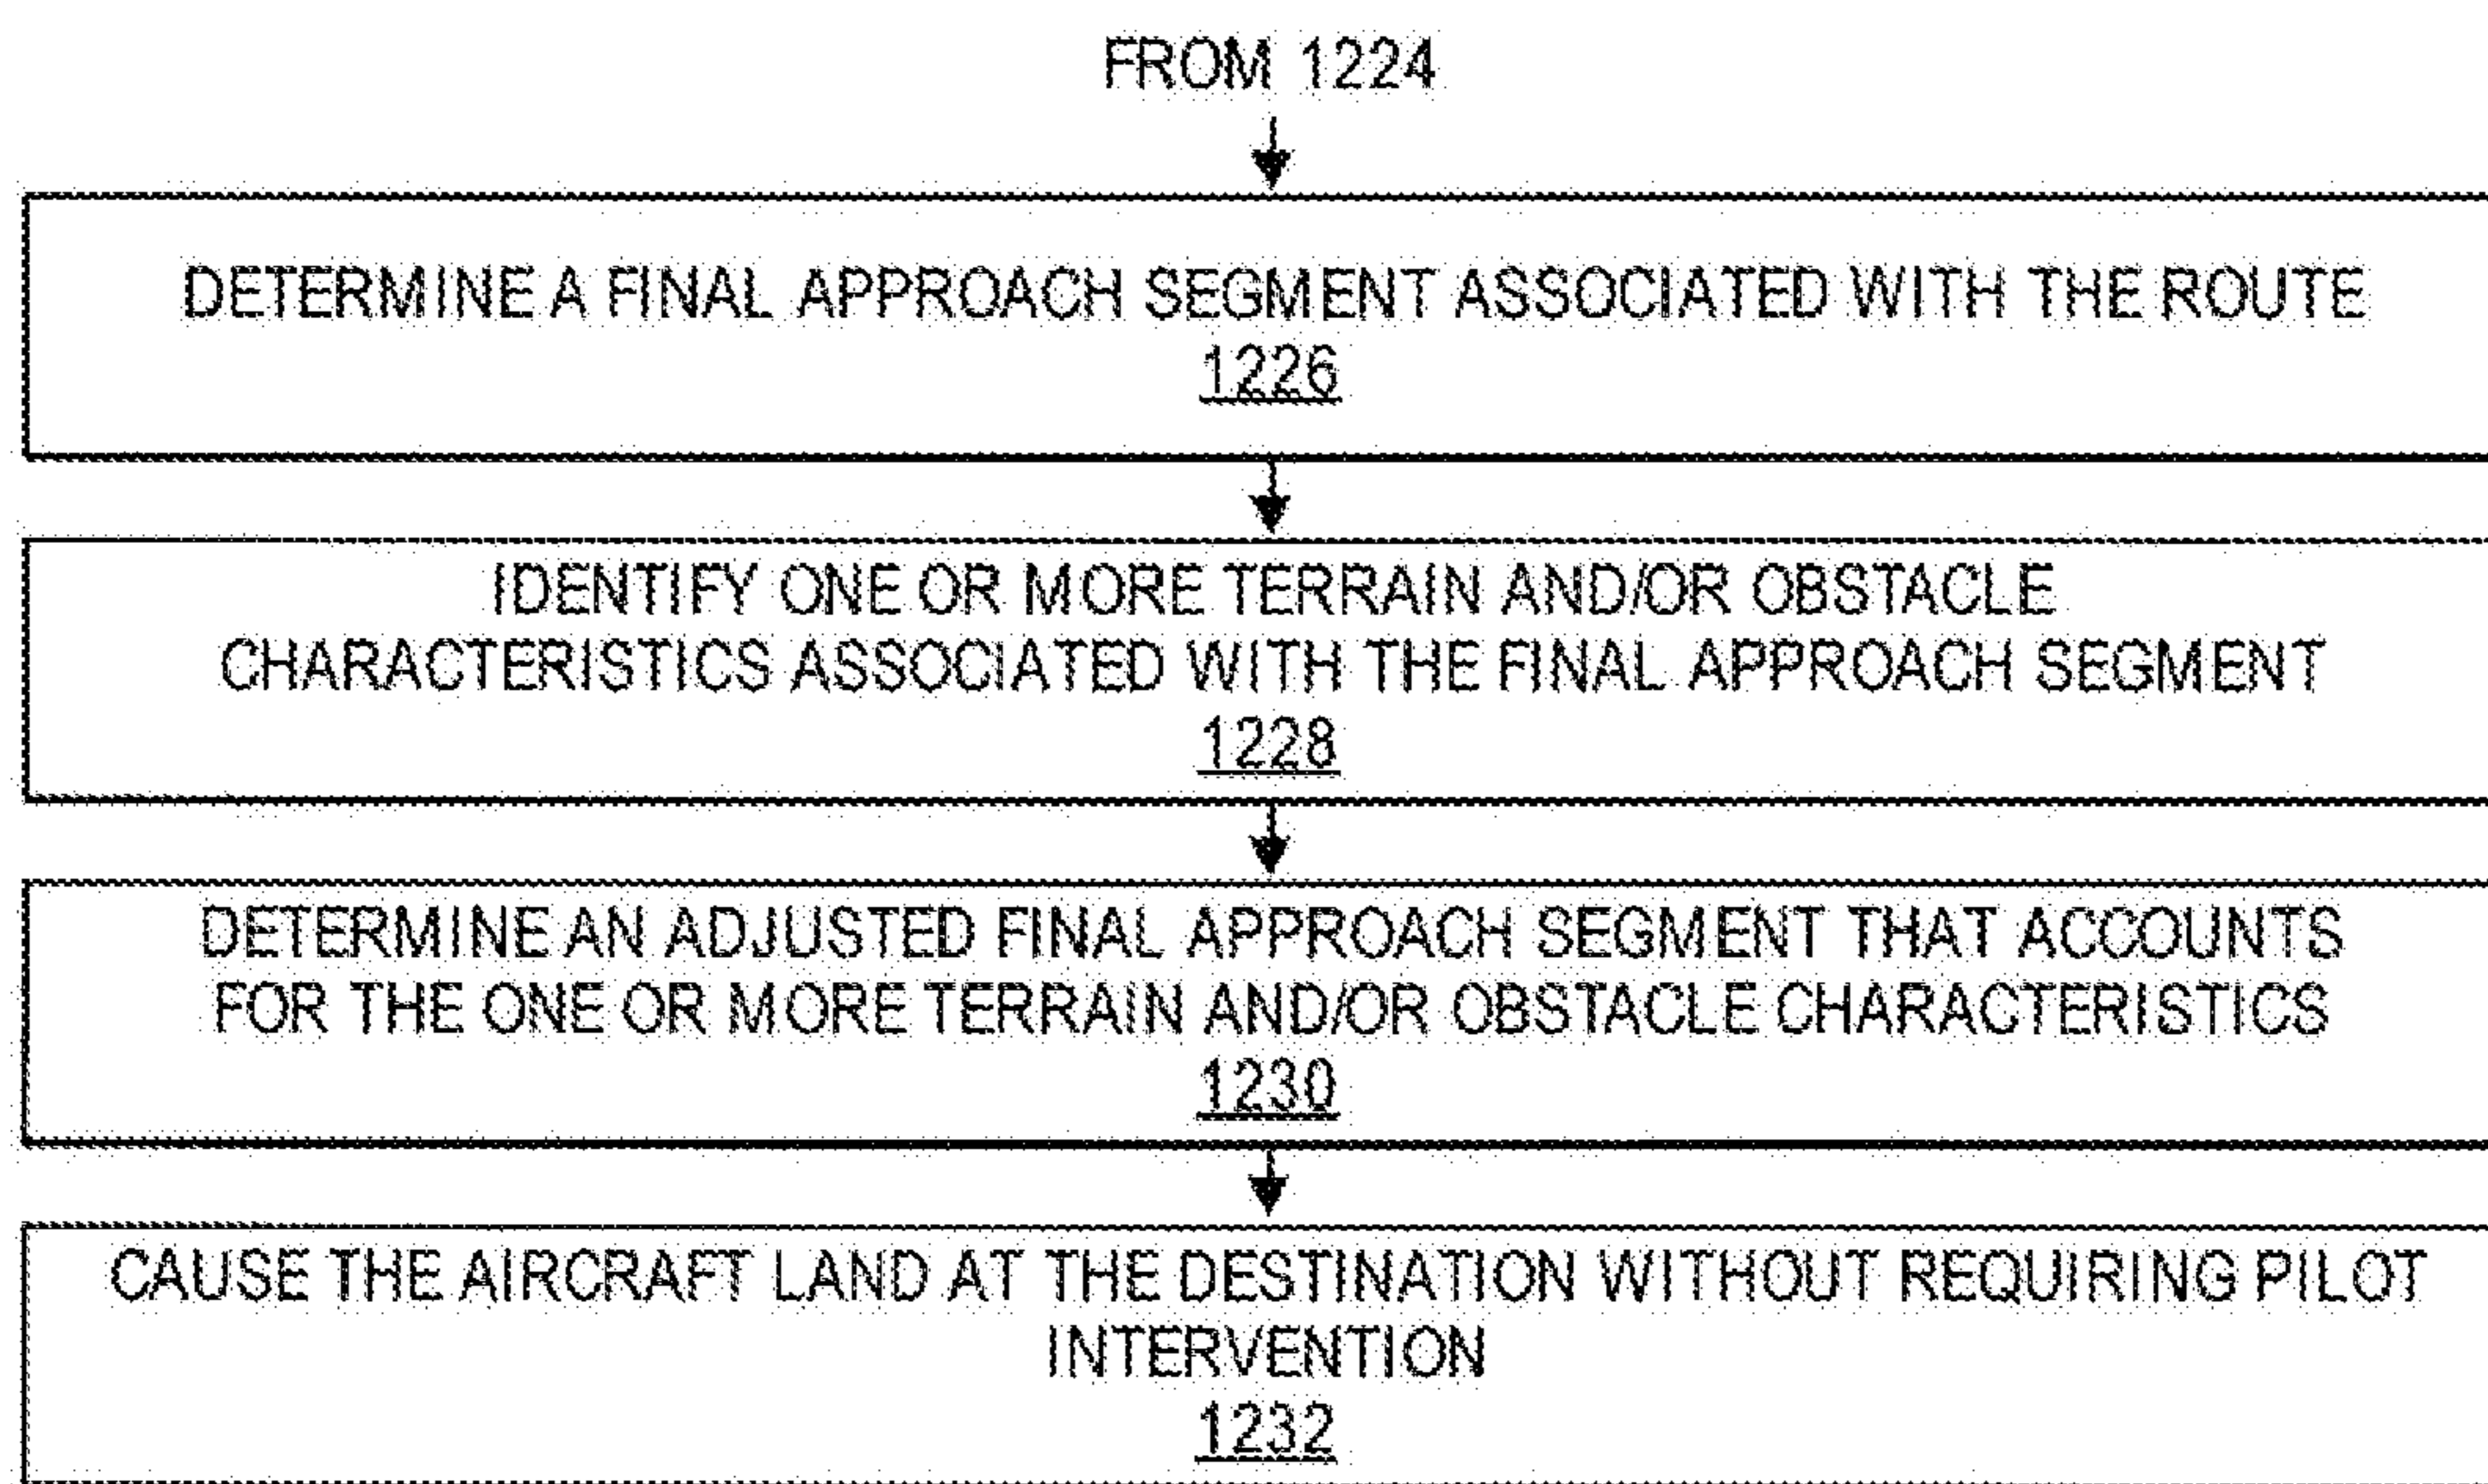 FROM 1224
DETERMINE A FINAL APPROACH SEGMENT ASSOCIATED WITH THE ROUTE
1226
IDENTIFY ONE OR MORE TERRAIN AND/OR OBSTACLE
CHARACTERISTICS ASSOCIATED WITH THE FINAL APPROACH SEGMENT
1228
DETERMINE AN ADJUSTED FINAL APPROACH SEGMENT THAT ACCOUNTS
FOR THE ONE OR MORE TERRAIN AND/OR OBSTACLE CHARACTERISTICS
1230
CAUSE THE AIRCRAFT LAND AT THE DESTINATION WITHOUT REQUIRING PILOT
INTERVENTION
1232